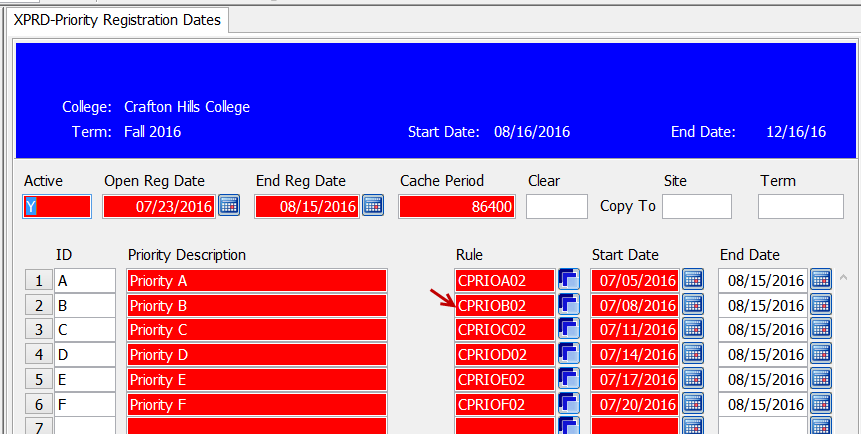 XPRD-Priority Registration Dates
College: Crafton Hills College
Term: Fall 2016 Start Date: 08/16/2016 End Date: 12/16/16
Active Open Reg Date End Reg Date Cache Period Clear Site Term
Y 07/23/2016 08/15/2016 86400 Copy To
ID Priority Description Rule Start Date End Date
1 A Priority A CPRIOA02 07/05/2016 08/15/2016
2 B Priority B CPRIOB02 07/08/2016 08/15/2016
3 C Priority C CPRIOC02 07/11/2016 08/15/2016
4 D Priority D CPRIOD02 07/14/2016 08/15/2016
5 E Priority E CPRIOE02 07/17/2016 08/15/2016
6 F Priority F CPRIOF02 07/20/2016 08/15/2016
7